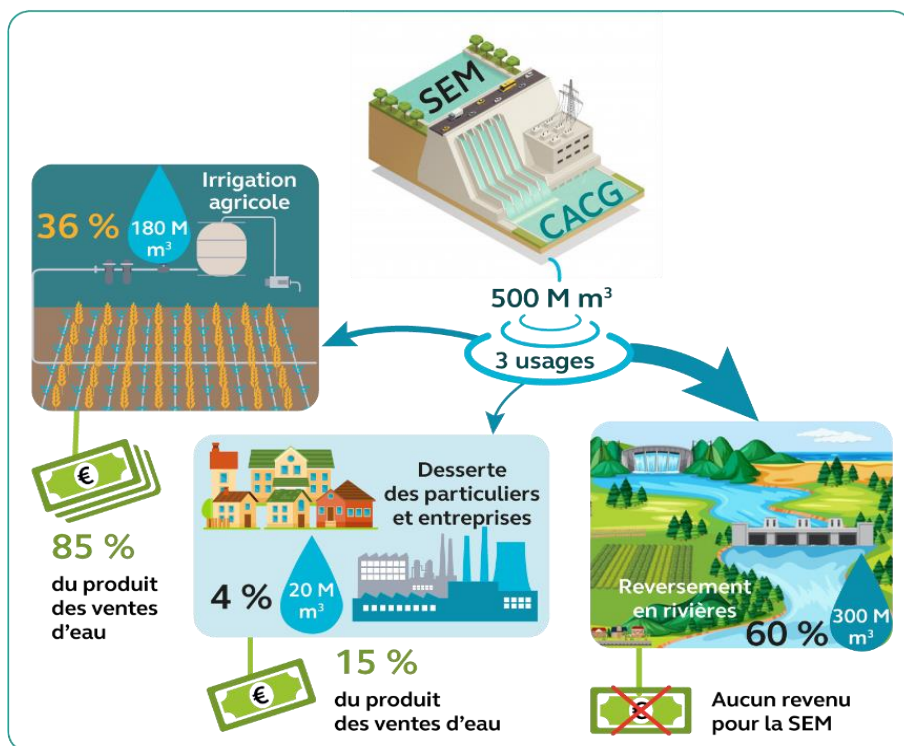 SEM
CACG
500 M m³
3 usages
Irrigation
agricole
36 %
180 M
m³
85 %
du produit
des ventes
d'eau
Desserte
des particuliers
et entreprises
4 %
20 M
m³
15 %
du produit
des ventes d'eau
Reversement
en rivières
60 %
300 M
m³
Aucun revenu
pour la SEM
€
€
€